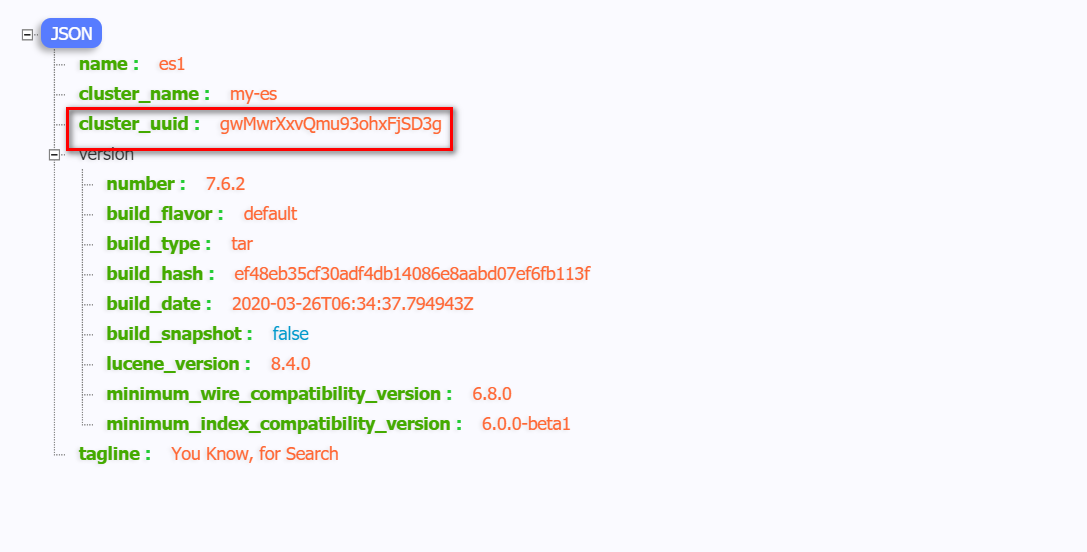 JSON
name : es1
cluster_name : my-es
cluster_uuid : gwMwrXxvQmu93ohxFjSD3g
version
number : 7.6.2
build_flavor : default
build_type : tar
build_hash : ef48eb35cf30adf4db14086e8aabd07ef6fb113f
build_date : 2020-03-26T06:34:37.794943Z
build_snapshot : false
lucene_version : 8.4.0
minimum_wire_compatibility_version : 6.8.0
minimum_index_compatibility_version : 6.0.0-beta1
tagline : You Know, for Search